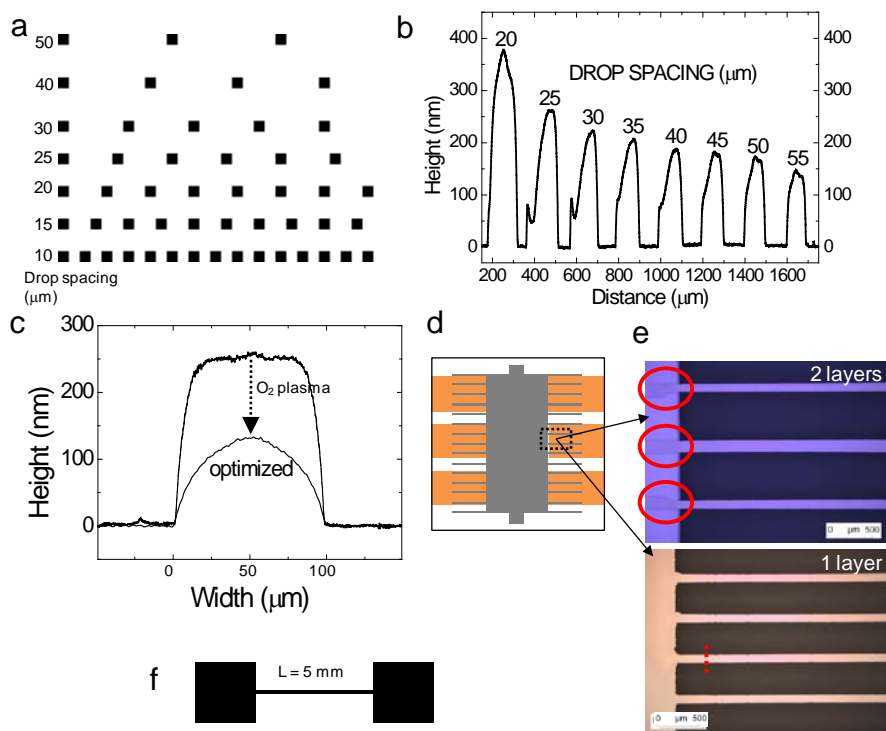 a
50
40
30
25
20
15
10
Drop spacing
(μm)
b
400
300
200
100
0
Height (nm)
DROP SPACING (μm)
20
25
30
35
40
45
50
55
400
300
200
100
0
200 400 600 800 1000 1200 1400 1600
Distance (μm)
c
300
250
200
150
100
50
0
Height (nm)
O2 plasma
optimized
0 50 100
Width (μm)
d
e
2 layers
0 µm 500
1 layer
0 µm 500
f
L = 5 mm